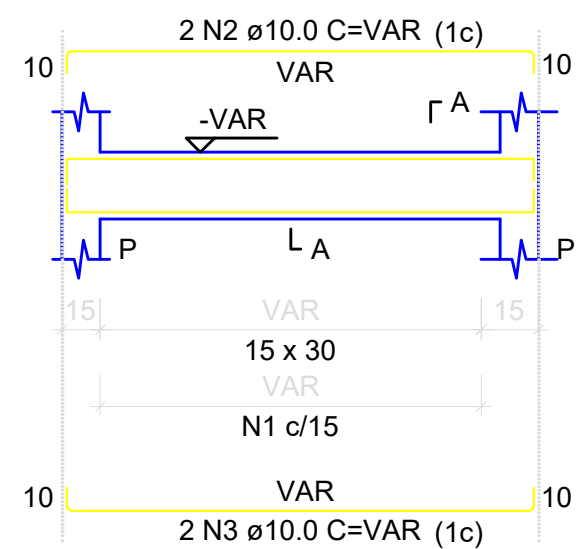 2 N2 ø10.0 C=VAR (1c)
10 VAR 10
A
-VAR
P A P
15 VAR 15
15 x 30
VAR
N1 c/15
10 VAR 10
2 N3 ø10.0 C=VAR (1c)